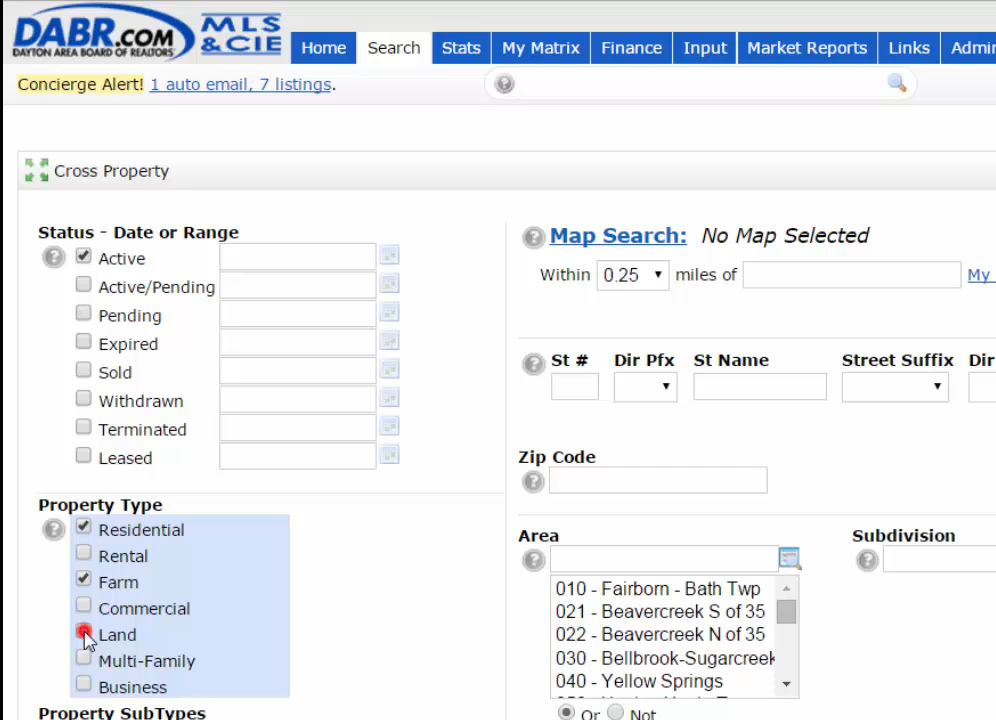 DABR.COM
DAYTON AREA BOARD OF REALTORS
MLS
& CIE
Home Search Stats My Matrix Finance Input Market Reports Links Admin
Concierge Alert! 1 auto email, 7 listings.
Cross Property
Status - Date or Range
Active
Active/Pending
Pending
Expired
Sold
Withdrawn
Terminated
Leased
Property Type
Residential
Rental
Farm
Commercial
Land
Multi-Family
Business
Property SubTypes
Map Search: No Map Selected
Within 0.25 miles of My
St # Dir Pfx St Name Street Suffix Dir
Zip Code
Area Subdivision
010 - Fairborn - Bath Twp
021 - Beavercreek S of 35
022 - Beavercreek N of 35
030 - Bellbrook-Sugarcreek
040 - Yellow Springs
Or Not